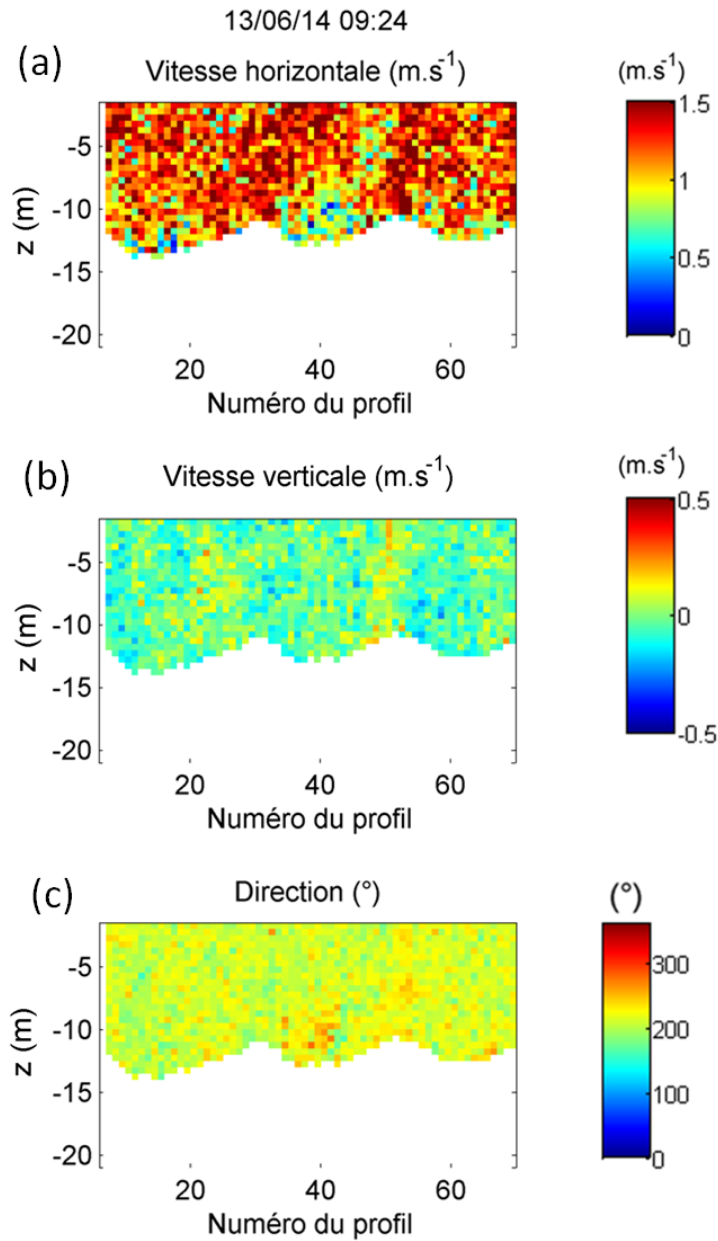 13/06/14 09:24
(a)
Vitesse horizontale (m.s⁻¹)
(m.s⁻¹)
1.5
1
0.5
0
-5
-10
-15
-20
z (m)
20 40 60
Numéro du profil
(b)
Vitesse verticale (m.s⁻¹)
(m.s⁻¹)
0.5
0
-0.5
-5
-10
-15
-20
z (m)
20 40 60
Numéro du profil
(c)
Direction (°)
(°)
300
200
100
0
-5
-10
-15
-20
z (m)
20 40 60
Numéro du profil